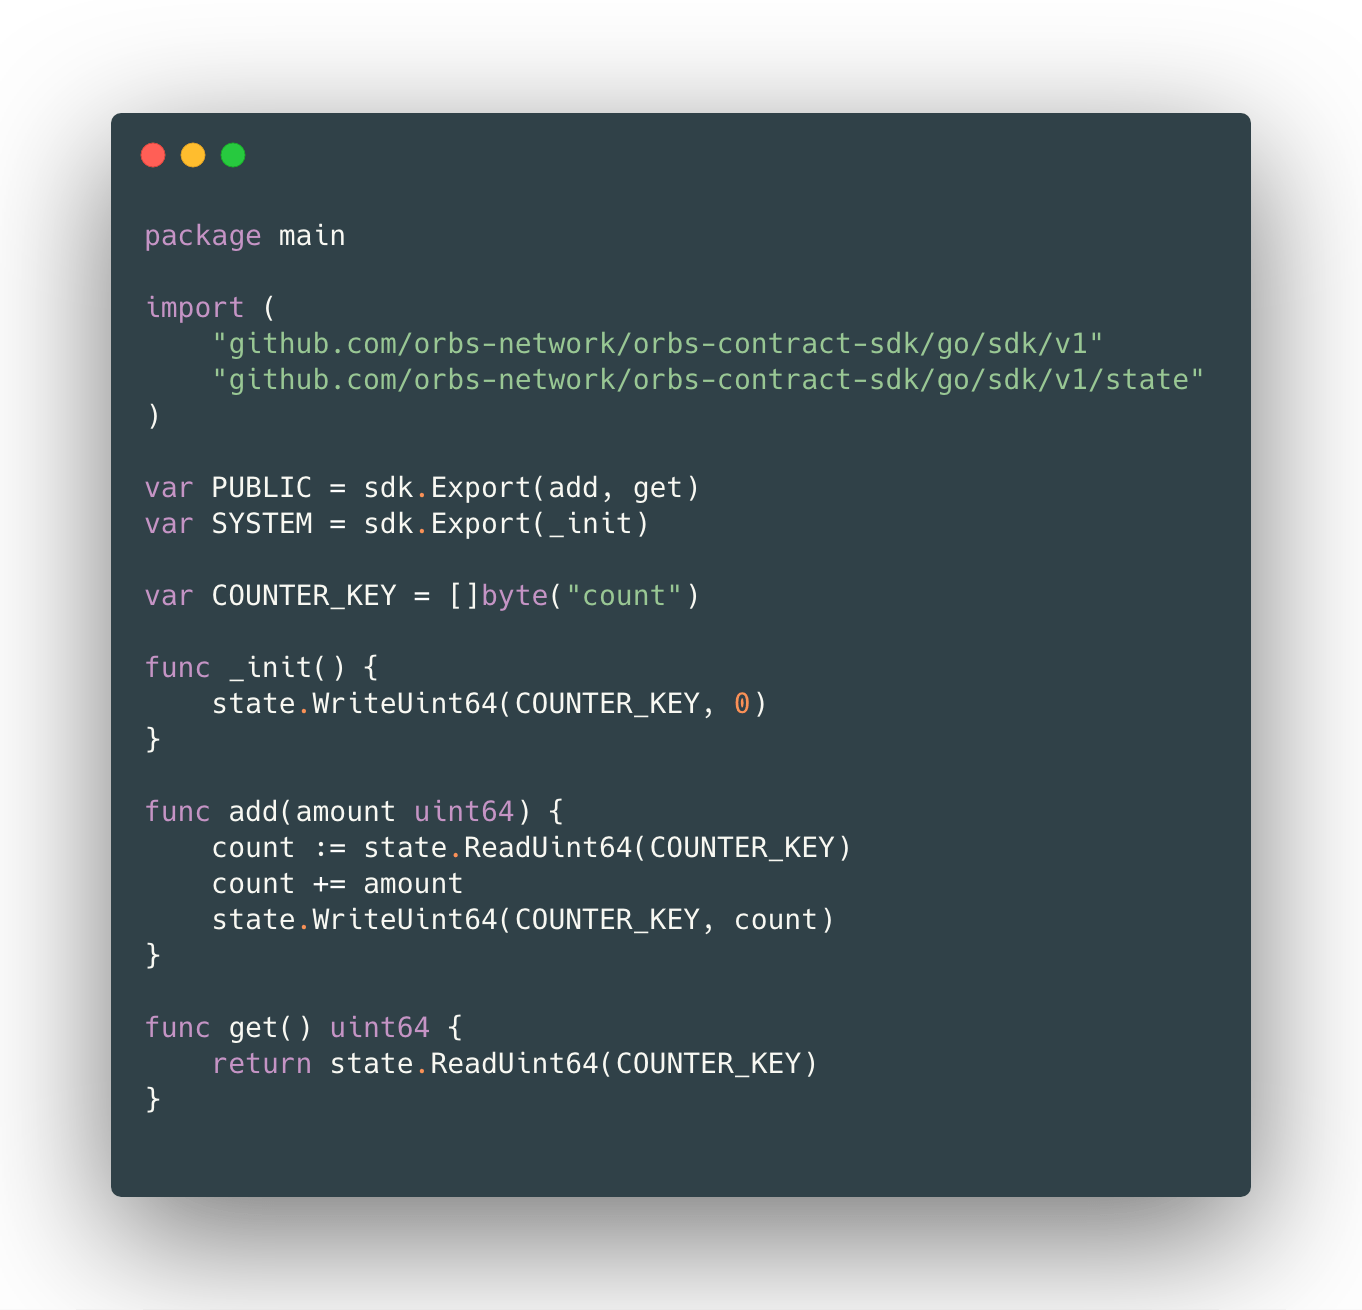 package main

import (
    "github.com/orbs-network/orbs-contract-sdk/go/sdk/v1"
    "github.com/orbs-network/orbs-contract-sdk/go/sdk/v1/state"
)

var PUBLIC = sdk.Export(add, get)
var SYSTEM = sdk.Export(_init)

var COUNTER_KEY = []byte("count")

func _init() {
    state.WriteUint64(COUNTER_KEY, 0)
}

func add(amount uint64) {
    count := state.ReadUint64(COUNTER_KEY)
    count += amount
    state.WriteUint64(COUNTER_KEY, count)
}

func get() uint64 {
    return state.ReadUint64(COUNTER_KEY)
}